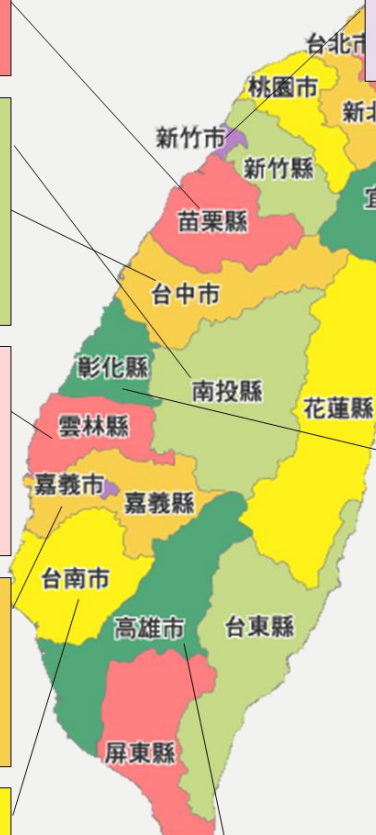 台北市
桃園市
新北
新竹市
新竹縣
宜
苗栗縣
台中市
彰化縣
南投縣
花蓮縣
雲林縣
嘉義市
嘉義縣
台南市
高雄市
台東縣
屏東縣